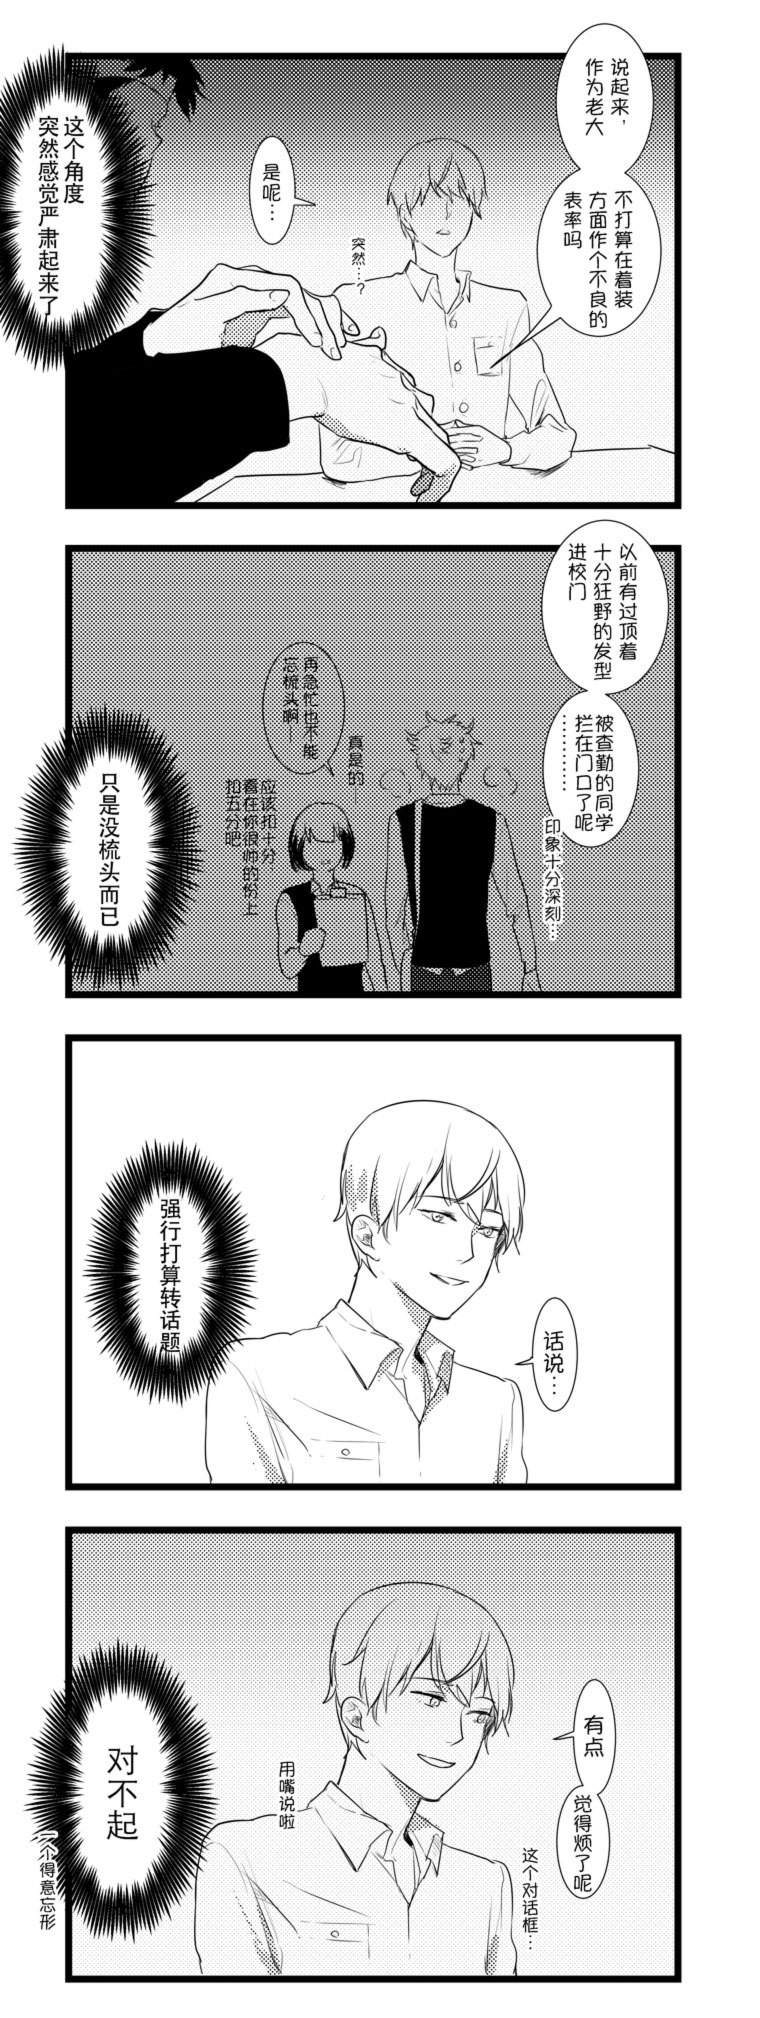 说起来，
作为老大
不打算在着装
方面作个不良的
表率吗
是呢…
突然…？
这个角度
突然感觉严肃起来了
以前有过顶着
十分狂野的发型
进校门
被查勤的同学
拦在门口了呢
…………
印象十分深刻…
再急忙也不能
忘梳头啊—
真是的—
应该扣十分，
看在你很帅的份上
扣五分吧
只是没梳头而已
话说…
强行打算转话题
有点
觉得烦了呢
这个对话框…
用嘴说啦
对不起
一个得意忘形